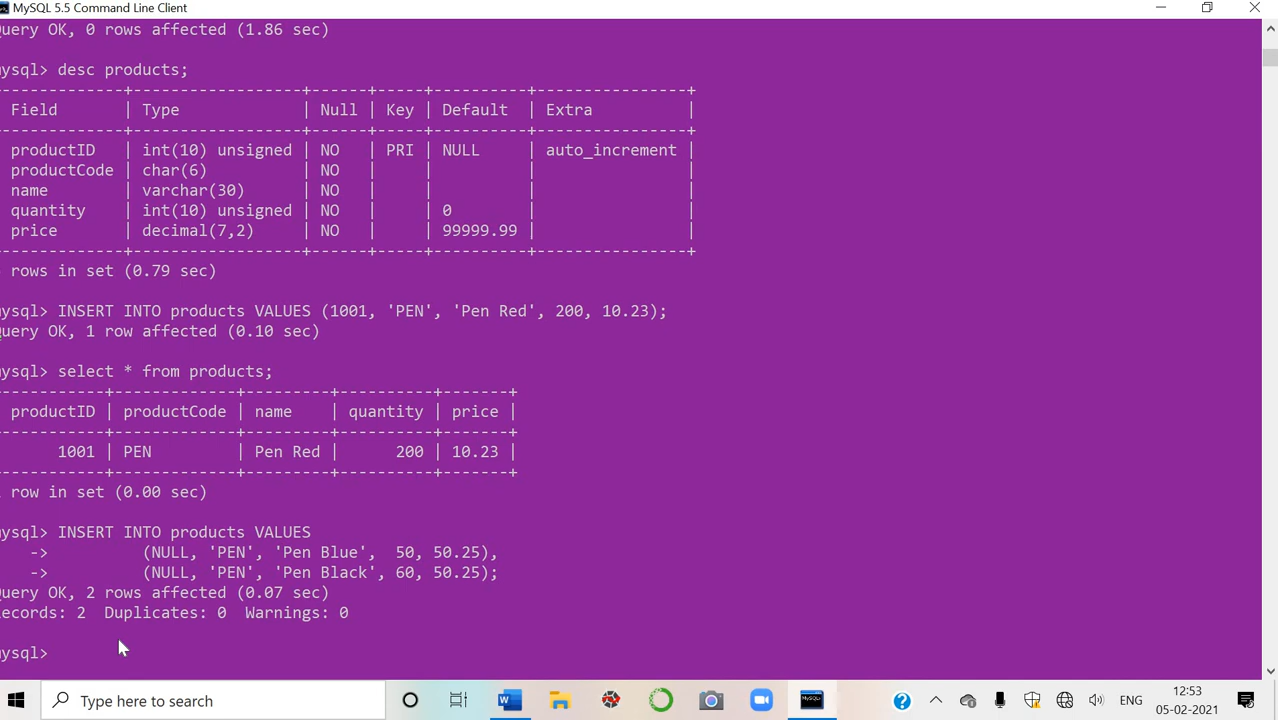 MySQL 5.5 Command Line Client
uery OK, 0 rows affected (1.86 sec)
mysql> desc products;
Field | Type | Null | Key | Default | Extra |
productID | int(10) unsigned | NO | PRI | NULL | auto_increment |
productCode | char(6) | NO | | | |
name | varchar(30) | NO | | | |
quantity | int(10) unsigned | NO | | 0 | |
price | decimal(7,2) | NO | | 99999.99 | |
rows in set (0.79 sec)
mysql> INSERT INTO products VALUES (1001, 'PEN', 'Pen Red', 200, 10.23);
uery OK, 1 row affected (0.10 sec)
mysql> select * from products;
productID | productCode | name | quantity | price |
1001 | PEN | Pen Red | 200 | 10.23 |
row in set (0.00 sec)
mysql> INSERT INTO products VALUES
-> (NULL, 'PEN', 'Pen Blue', 50, 50.25),
-> (NULL, 'PEN', 'Pen Black', 60, 50.25);
uery OK, 2 rows affected (0.07 sec)
ecords: 2 Duplicates: 0 Warnings: 0
mysql>
Type here to search
ENG
12:53
05-02-2021